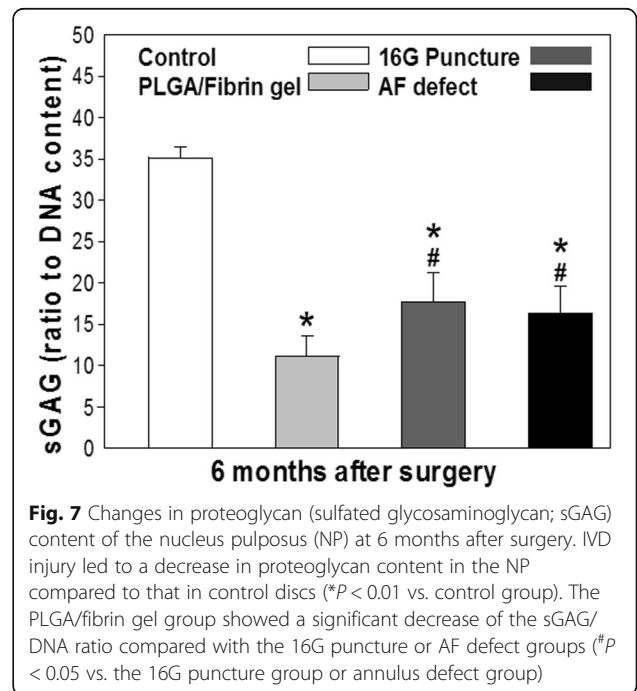 50
45
40
35
30
25
20
15
10
5
0
sGAG (ratio to DNA content)
Control 16G Puncture
PLGA/Fibrin gel AF defect
*
* #
* #
6 months after surgery
Fig. 7 Changes in proteoglycan (sulfated glycosaminoglycan; sGAG)
content of the nucleus pulposus (NP) at 6 months after surgery. IVD
injury led to a decrease in proteoglycan content in the NP
compared to that in control discs (*P < 0.01 vs. control group). The
PLGA/fibrin gel group showed a significant decrease of the sGAG/
DNA ratio compared with the 16G puncture or AF defect groups (#P
< 0.05 vs. the 16G puncture group or annulus defect group)